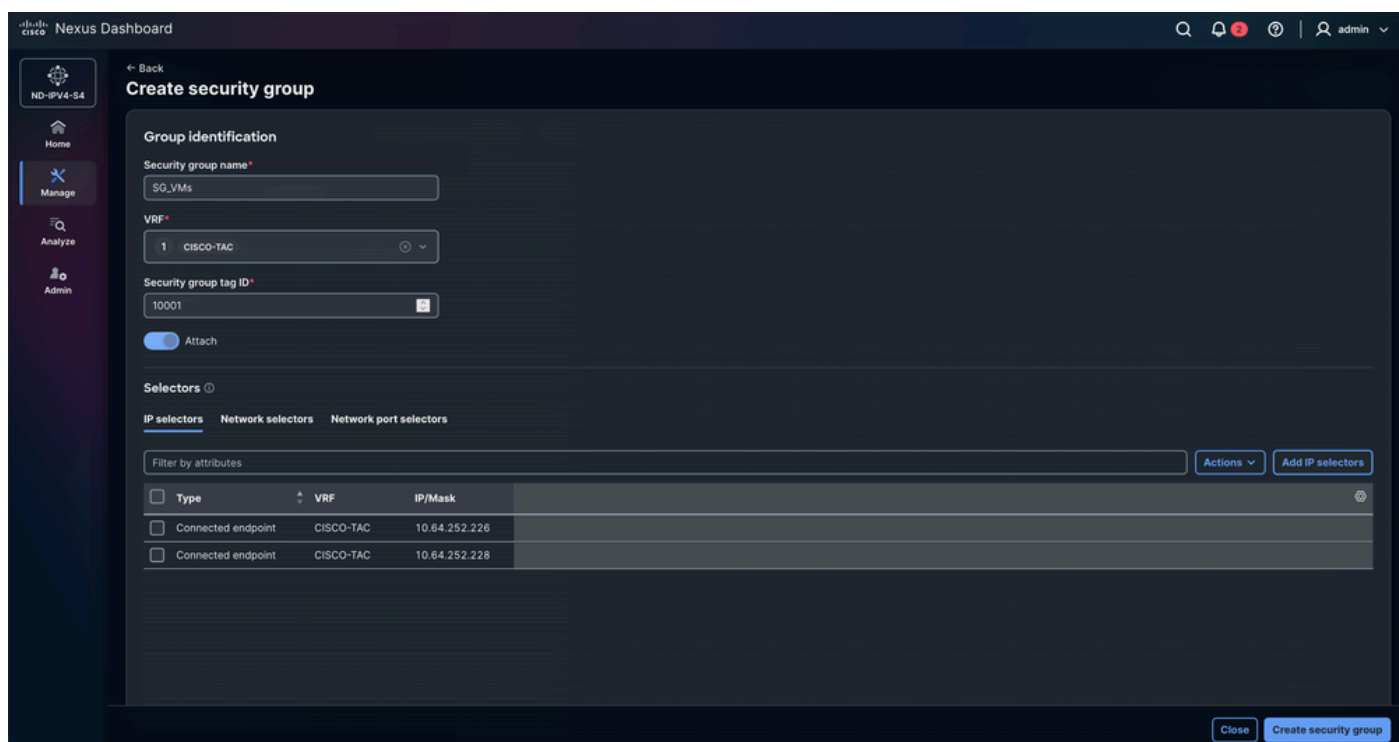 CISCO Nexus Dashboard 2 admin
ND-IPV4-S4
Home
Manage
Analyze
Admin
← Back
Create security group
Group identification
Security group name*
SG_VMs
VRF*
1 CISCO-TAC
Security group tag ID*
10001
Attach
Selectors
IP selectors Network selectors Network port selectors
Filter by attributes Actions Add IP selectors
Type VRF IP/Mask
Connected endpoint CISCO-TAC 10.64.252.226
Connected endpoint CISCO-TAC 10.64.252.228
Close Create security group